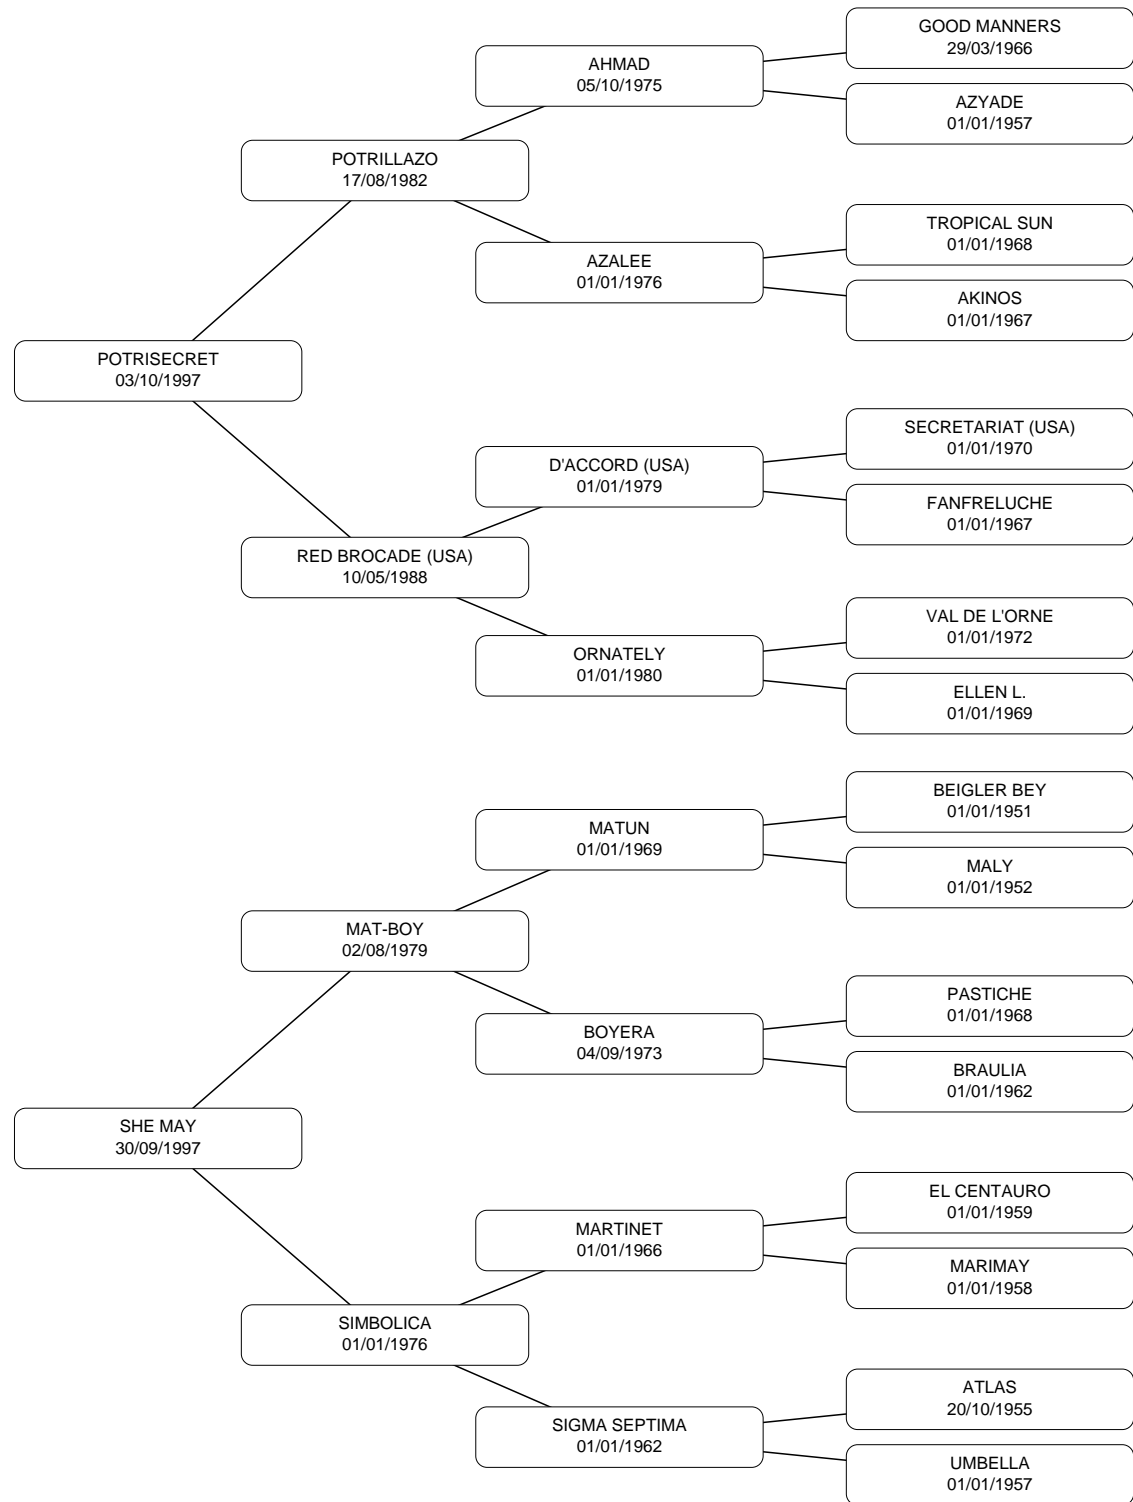 GOOD MANNERS
29/03/1966
AHMAD
05/10/1975
AZYADE
01/01/1957
POTRILLAZO
17/08/1982
TROPICAL SUN
01/01/1968
AZALEE
01/01/1976
AKINOS
01/01/1967
POTRISECRET
03/10/1997
SECRETARIAT (USA)
01/01/1970
D'ACCORD (USA)
01/01/1979
FANFRELUCHE
01/01/1967
RED BROCADE (USA)
10/05/1988
VAL DE L'ORNE
01/01/1972
ORNATELY
01/01/1980
ELLEN L.
01/01/1969
BEIGLER BEY
01/01/1951
MATUN
01/01/1969
MALY
01/01/1952
MAT-BOY
02/08/1979
PASTICHE
01/01/1968
BOYERA
04/09/1973
BRAULIA
01/01/1962
SHE MAY
30/09/1997
EL CENTAURO
01/01/1959
MARTINET
01/01/1966
MARIMAY
01/01/1958
SIMBOLICA
01/01/1976
ATLAS
20/10/1955
SIGMA SEPTIMA
01/01/1962
UMBELLA
01/01/1957